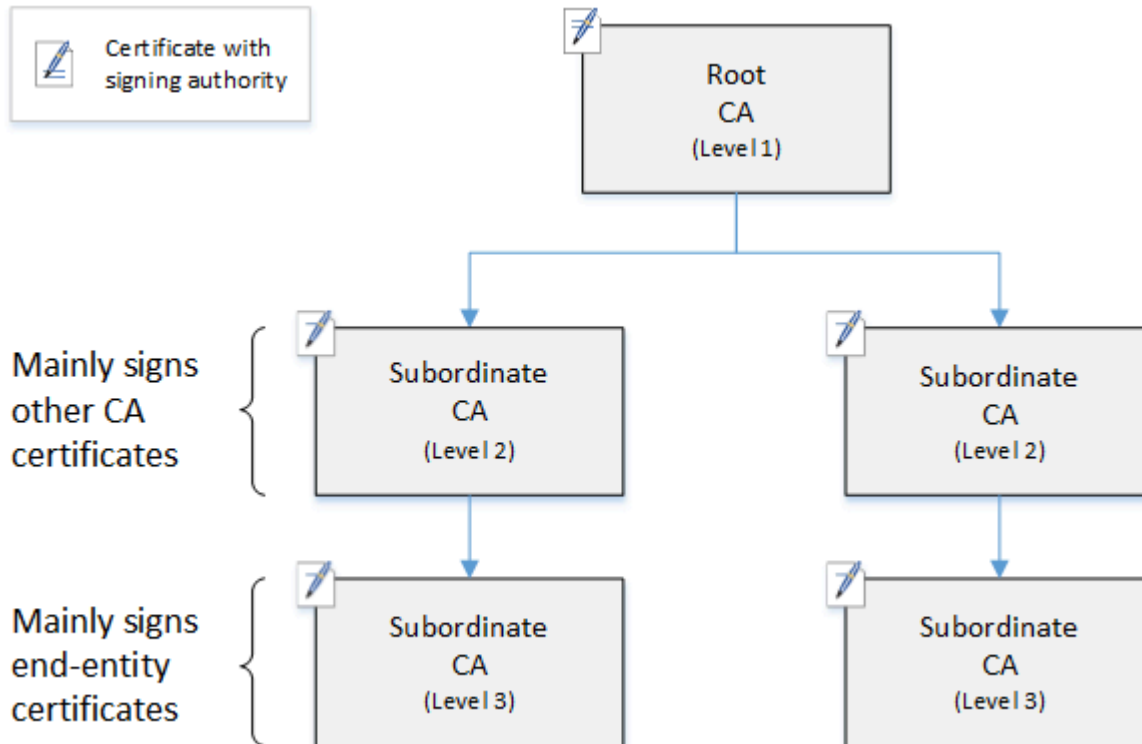 Certificate with
signing authority
Root
CA
(Level 1)
Mainly signs
other CA
certificates
Subordinate
CA
(Level 2)
Subordinate
CA
(Level 2)
Mainly signs
end-entity
certificates
Subordinate
CA
(Level 3)
Subordinate
CA
(Level 3)